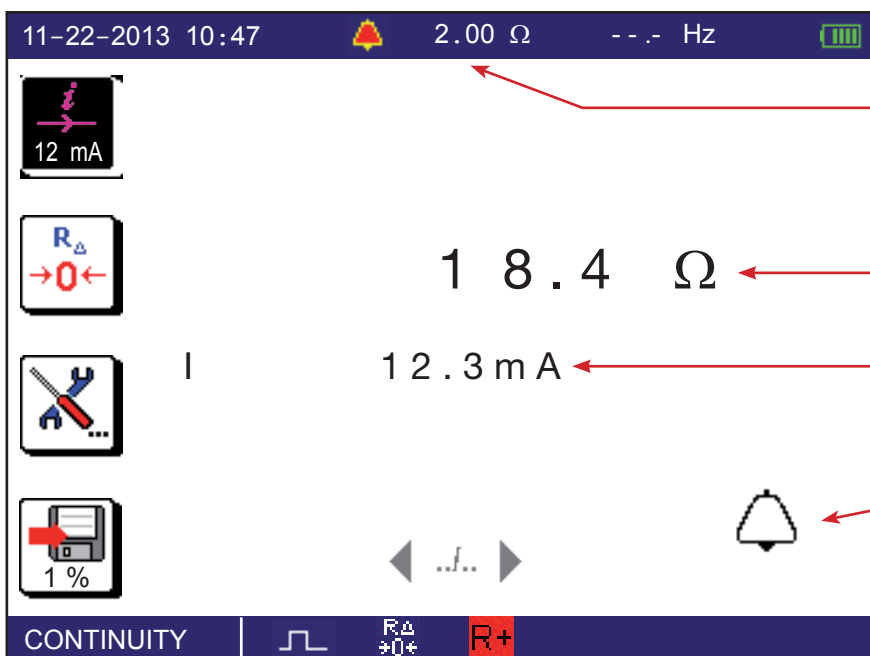 11-22-2013 10:47 2.00 Ω - - .- Hz
i
12 mA
RΔ
→0←
18.4 Ω
I 12.3mA
...
1 %
../..
CONTINUITY RΔ →0← R+